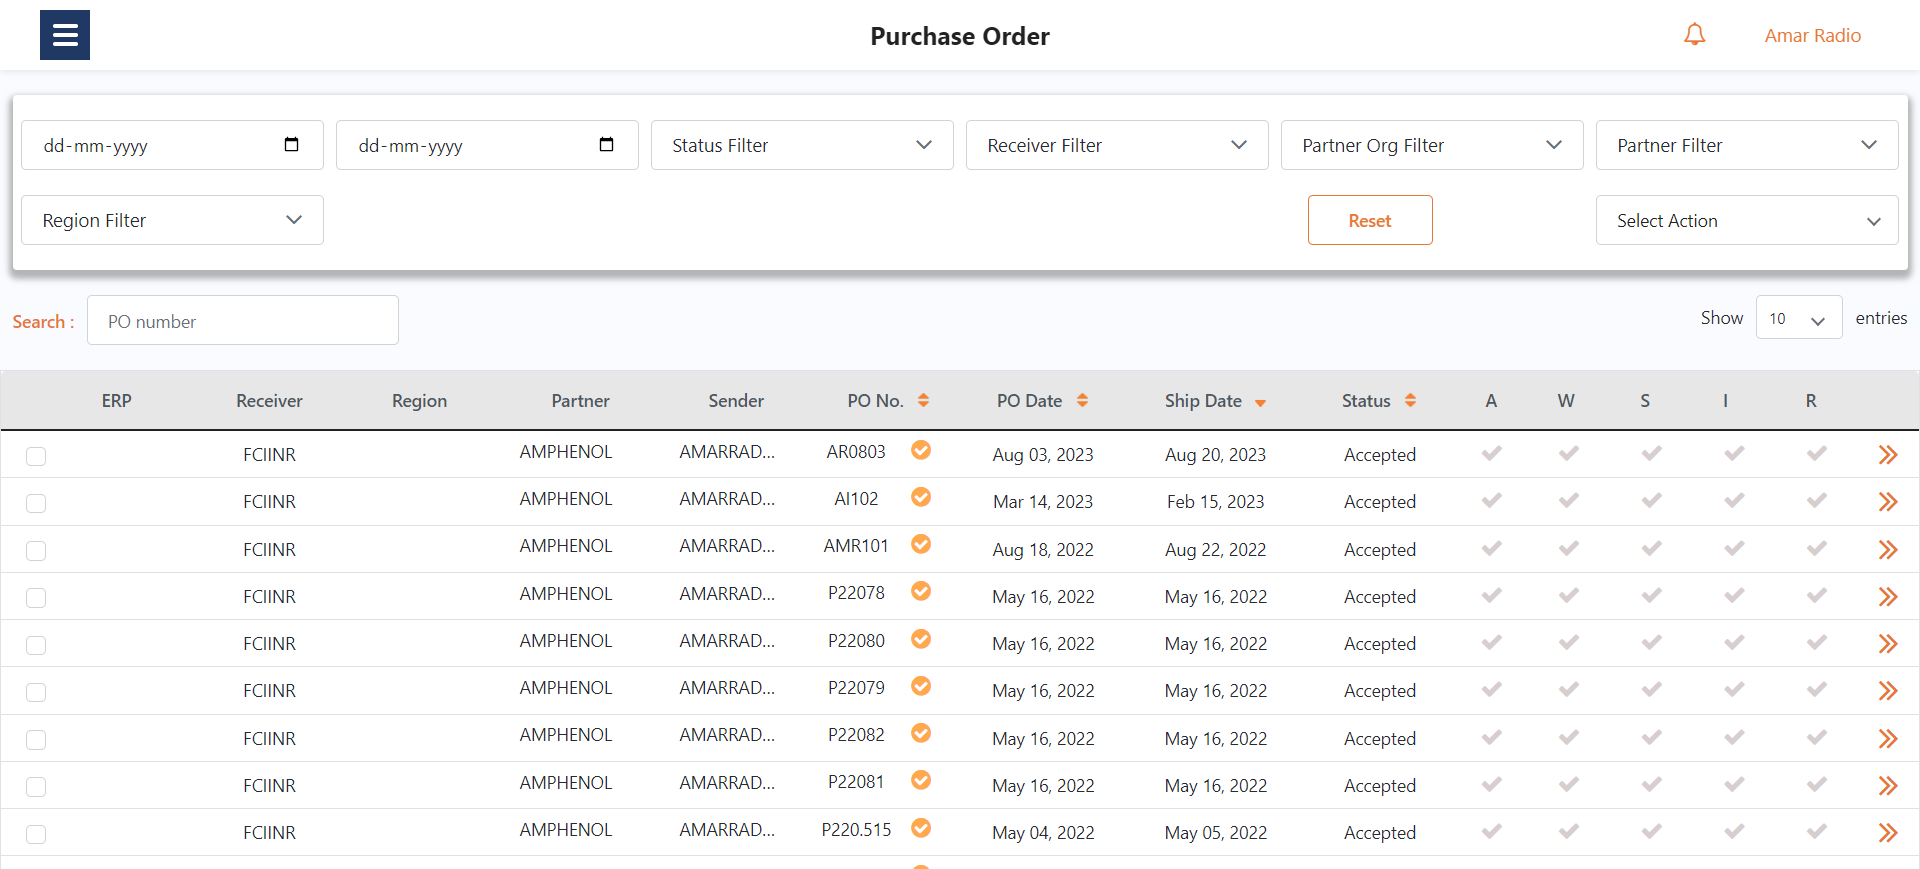 Purchase Order
Amar Radio
dd-mm-yyyy dd-mm-yyyy Status Filter Receiver Filter Partner Org Filter Partner Filter
Region Filter Reset Select Action
Search : PO number Show 10 entries
ERP Receiver Region Partner Sender PO No. PO Date Ship Date Status A W S I R
FCIINR AMPHENOL AMARRAD... AR0803 Aug 03, 2023 Aug 20, 2023 Accepted
FCIINR AMPHENOL AMARRAD... AI102 Mar 14, 2023 Feb 15, 2023 Accepted
FCIINR AMPHENOL AMARRAD... AMR101 Aug 18, 2022 Aug 22, 2022 Accepted
FCIINR AMPHENOL AMARRAD... P22078 May 16, 2022 May 16, 2022 Accepted
FCIINR AMPHENOL AMARRAD... P22080 May 16, 2022 May 16, 2022 Accepted
FCIINR AMPHENOL AMARRAD... P22079 May 16, 2022 May 16, 2022 Accepted
FCIINR AMPHENOL AMARRAD... P22082 May 16, 2022 May 16, 2022 Accepted
FCIINR AMPHENOL AMARRAD... P22081 May 16, 2022 May 16, 2022 Accepted
FCIINR AMPHENOL AMARRAD... P220.515 May 04, 2022 May 05, 2022 Accepted